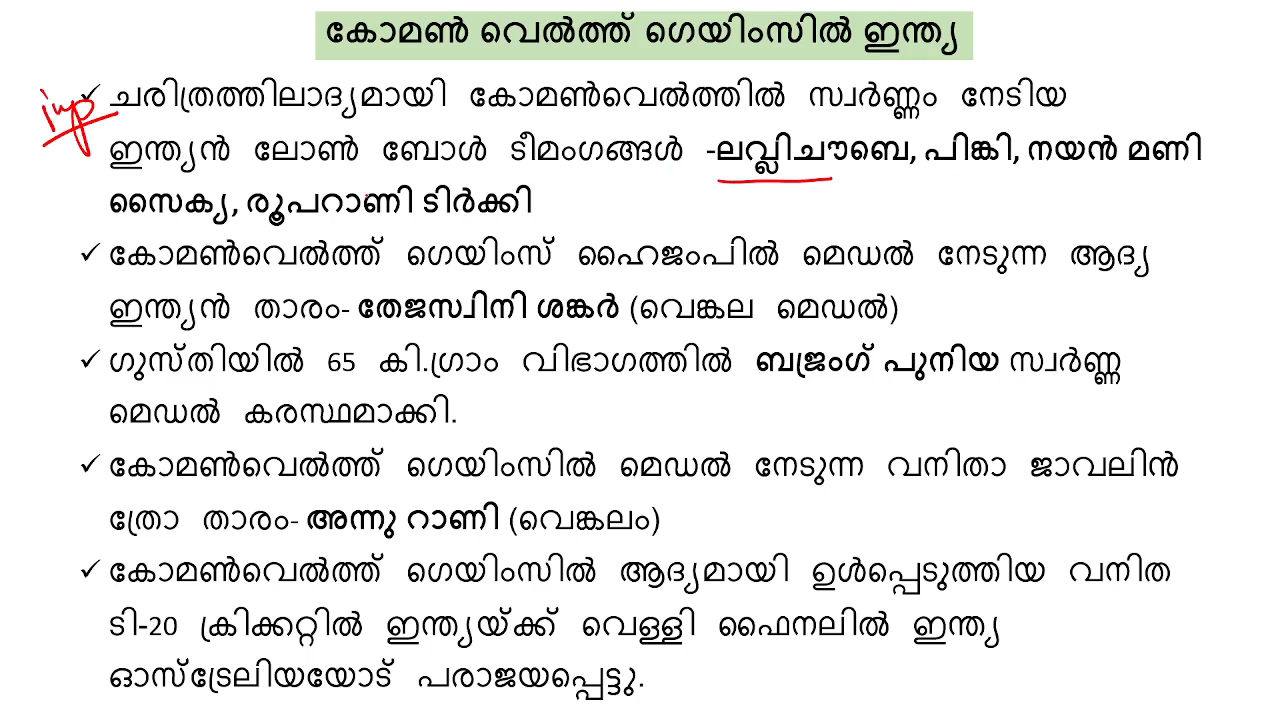 കോമൺ വെൽത്ത് ഗെയിംസിൽ ഇന്ത്യ
imp
✓ ചരിത്രത്തിലാദ്യമായി കോമൺവെൽത്തിൽ സ്വർണ്ണം നേടിയ
ഇന്ത്യൻ ലോൺ ബോൾ ടീമംഗങ്ങൾ -ലവ്ലിചൗബെ, പിങ്കി, നയൻ മണി
സൈക്യ, രൂപറാണി ടിർക്കി
✓ കോമൺവെൽത്ത് ഗെയിംസ് ഹൈജംപിൽ മെഡൽ നേടുന്ന ആദ്യ
ഇന്ത്യൻ താരം- തേജസ്വിനി ശങ്കർ (വെങ്കല മെഡൽ)
✓ ഗുസ്തിയിൽ 65 കി.ഗ്രാം വിഭാഗത്തിൽ ബജ്രംഗ് പുനിയ സ്വർണ്ണ
മെഡൽ കരസ്ഥമാക്കി.
✓ കോമൺവെൽത്ത് ഗെയിംസിൽ മെഡൽ നേടുന്ന വനിതാ ജാവലിൻ
ത്രോ താരം- അന്നു റാണി (വെങ്കലം)
✓ കോമൺവെൽത്ത് ഗെയിംസിൽ ആദ്യമായി ഉൾപ്പെടുത്തിയ വനിത
ടി-20 ക്രിക്കറ്റിൽ ഇന്ത്യയ്ക്ക് വെള്ളി ഫൈനലിൽ ഇന്ത്യ
ഓസ്ട്രേലിയയോട് പരാജയപ്പെട്ടു.